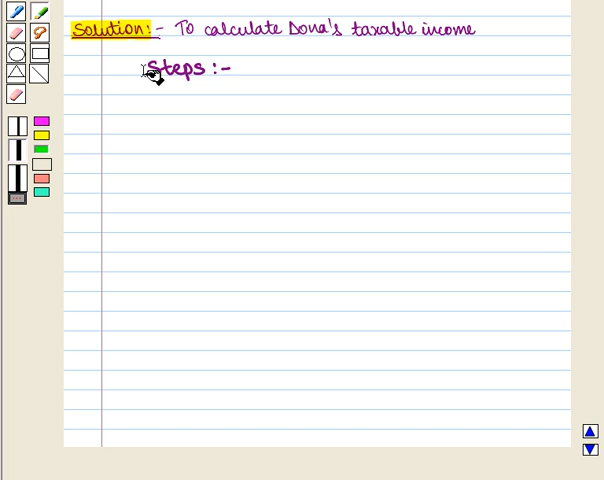 Solution:- To calculate Dona's taxable income
Steps :-